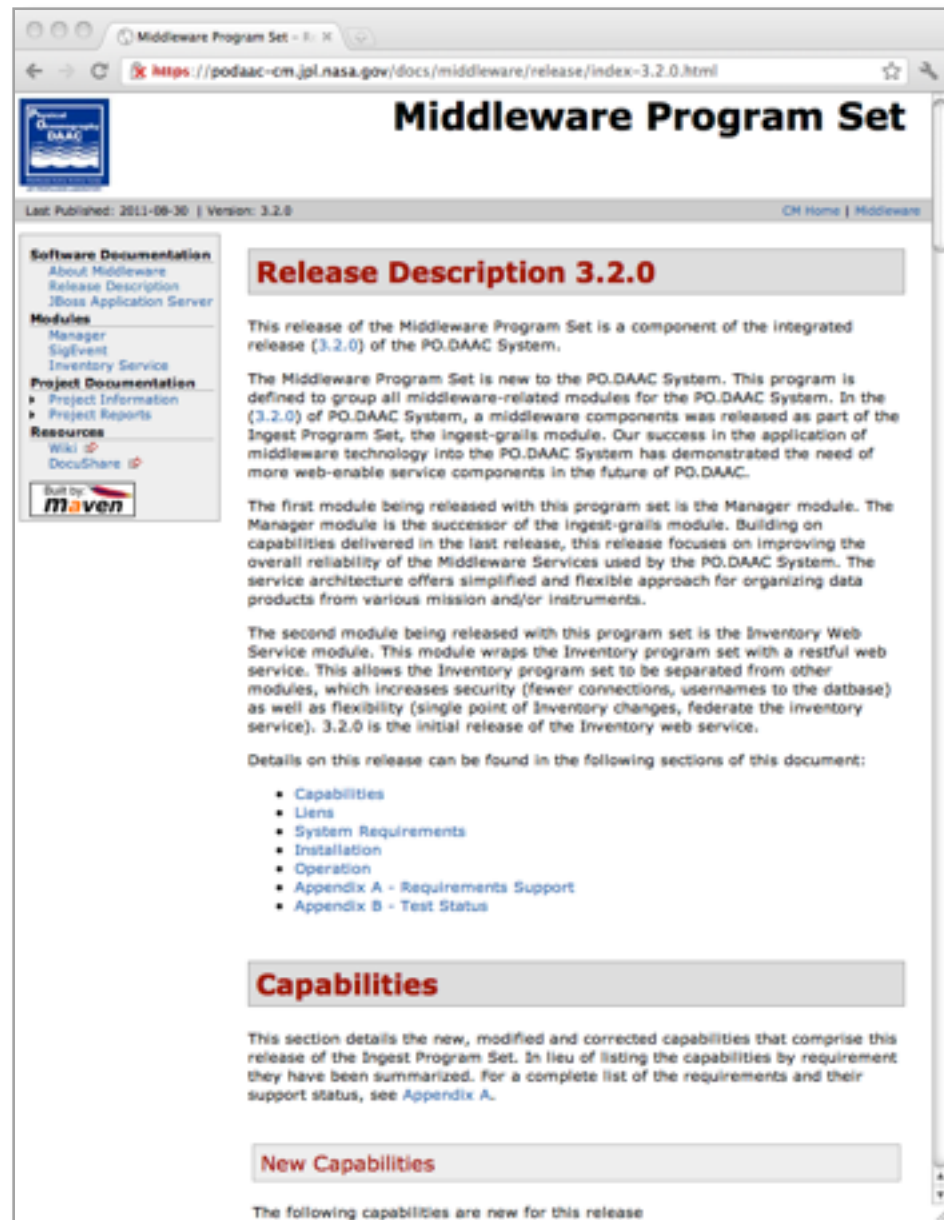 Middleware Program Set - R
https://podaac-cm.jpl.nasa.gov/docs/middleware/release/index-3.2.0.html
Physical
Oceanography
DAAC
Middleware Program Set
Last Published: 2011-08-30 | Version: 3.2.0
CM Home | Middleware
Software Documentation
About Middleware
Release Description
JBoss Application Server
Modules
Manager
SigEvent
Inventory Service
Project Documentation
Project Information
Project Reports
Resources
Wiki
DocuShare
Built by:
maven
Release Description 3.2.0
This release of the Middleware Program Set is a component of the integrated
release (3.2.0) of the PO.DAAC System.
The Middleware Program Set is new to the PO.DAAC System. This program is
defined to group all middleware-related modules for the PO.DAAC System. In the
(3.2.0) of PO.DAAC System, a middleware components was released as part of the
Ingest Program Set, the ingest-grails module. Our success in the application of
middleware technology into the PO.DAAC System has demonstrated the need of
more web-enable service components in the future of PO.DAAC.
The first module being released with this program set is the Manager module. The
Manager module is the successor of the ingest-grails module. Building on
capabilities delivered in the last release, this release focuses on improving the
overall reliability of the Middleware Services used by the PO.DAAC System. The
service architecture offers simplified and flexible approach for organizing data
products from various mission and/or instruments.
The second module being released with this program set is the Inventory Web
Service module. This module wraps the Inventory program set with a restful web
service. This allows the Inventory program set to be separated from other
modules, which increases security (fewer connections, usernames to the datbase)
as well as flexibility (single point of Inventory changes, federate the inventory
service). 3.2.0 is the initial release of the Inventory web service.
Details on this release can be found in the following sections of this document:
• Capabilities
• Liens
• System Requirements
• Installation
• Operation
• Appendix A - Requirements Support
• Appendix B - Test Status
Capabilities
This section details the new, modified and corrected capabilities that comprise this
release of the Ingest Program Set. In lieu of listing the capabilities by requirement
they have been summarized. For a complete list of the requirements and their
support status, see Appendix A.
New Capabilities
The following capabilities are new for this release